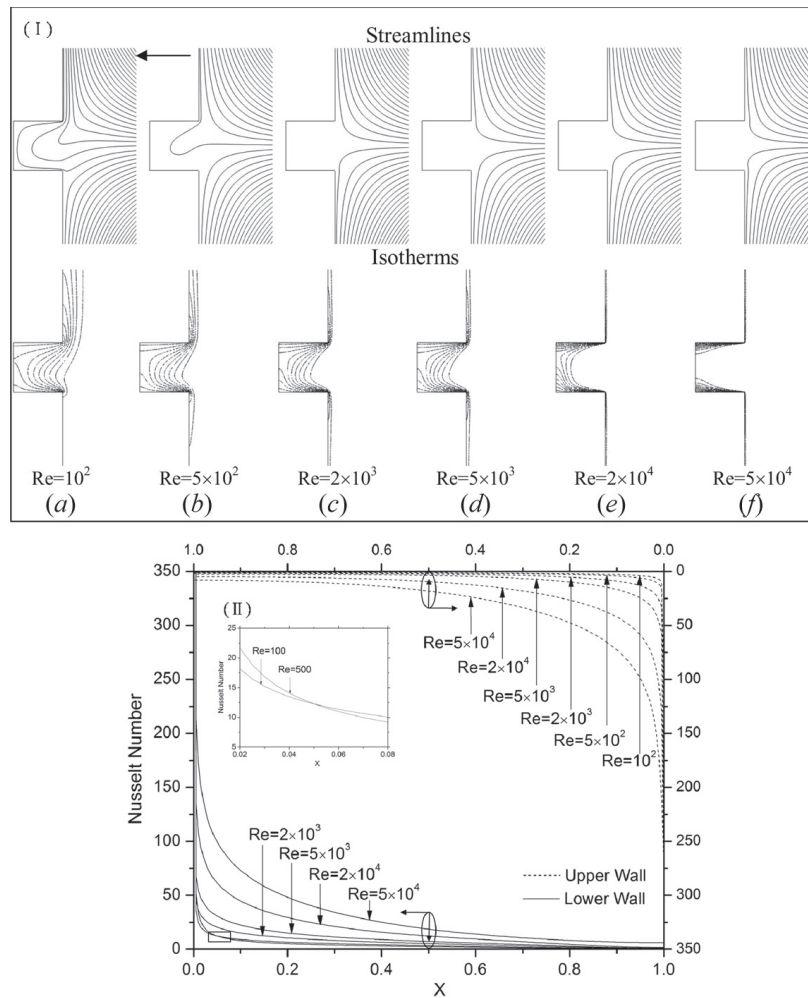 (I)
Streamlines
Isotherms
Re=10² Re=5×10² Re=2×10³ Re=5×10³ Re=2×10⁴ Re=5×10⁴
(a) (b) (c) (d) (e) (f)
1.0 0.8 0.6 0.4 0.2 0.0
350 0
300 50
250 100
200 150
150 200
100 250
50 300
0 350
Nusselt Number
(II)
25
20
15
10
5
Nusselt Number
Re=100
Re=500
0.02 0.04 0.06 0.08
X
Re=5×10⁴
Re=2×10⁴
Re=5×10³
Re=2×10³
Re=5×10²
Re=10²
Re=2×10³
Re=5×10³
Re=2×10⁴
Re=5×10⁴
Upper Wall
Lower Wall
0.0 0.2 0.4 0.6 0.8 1.0
X